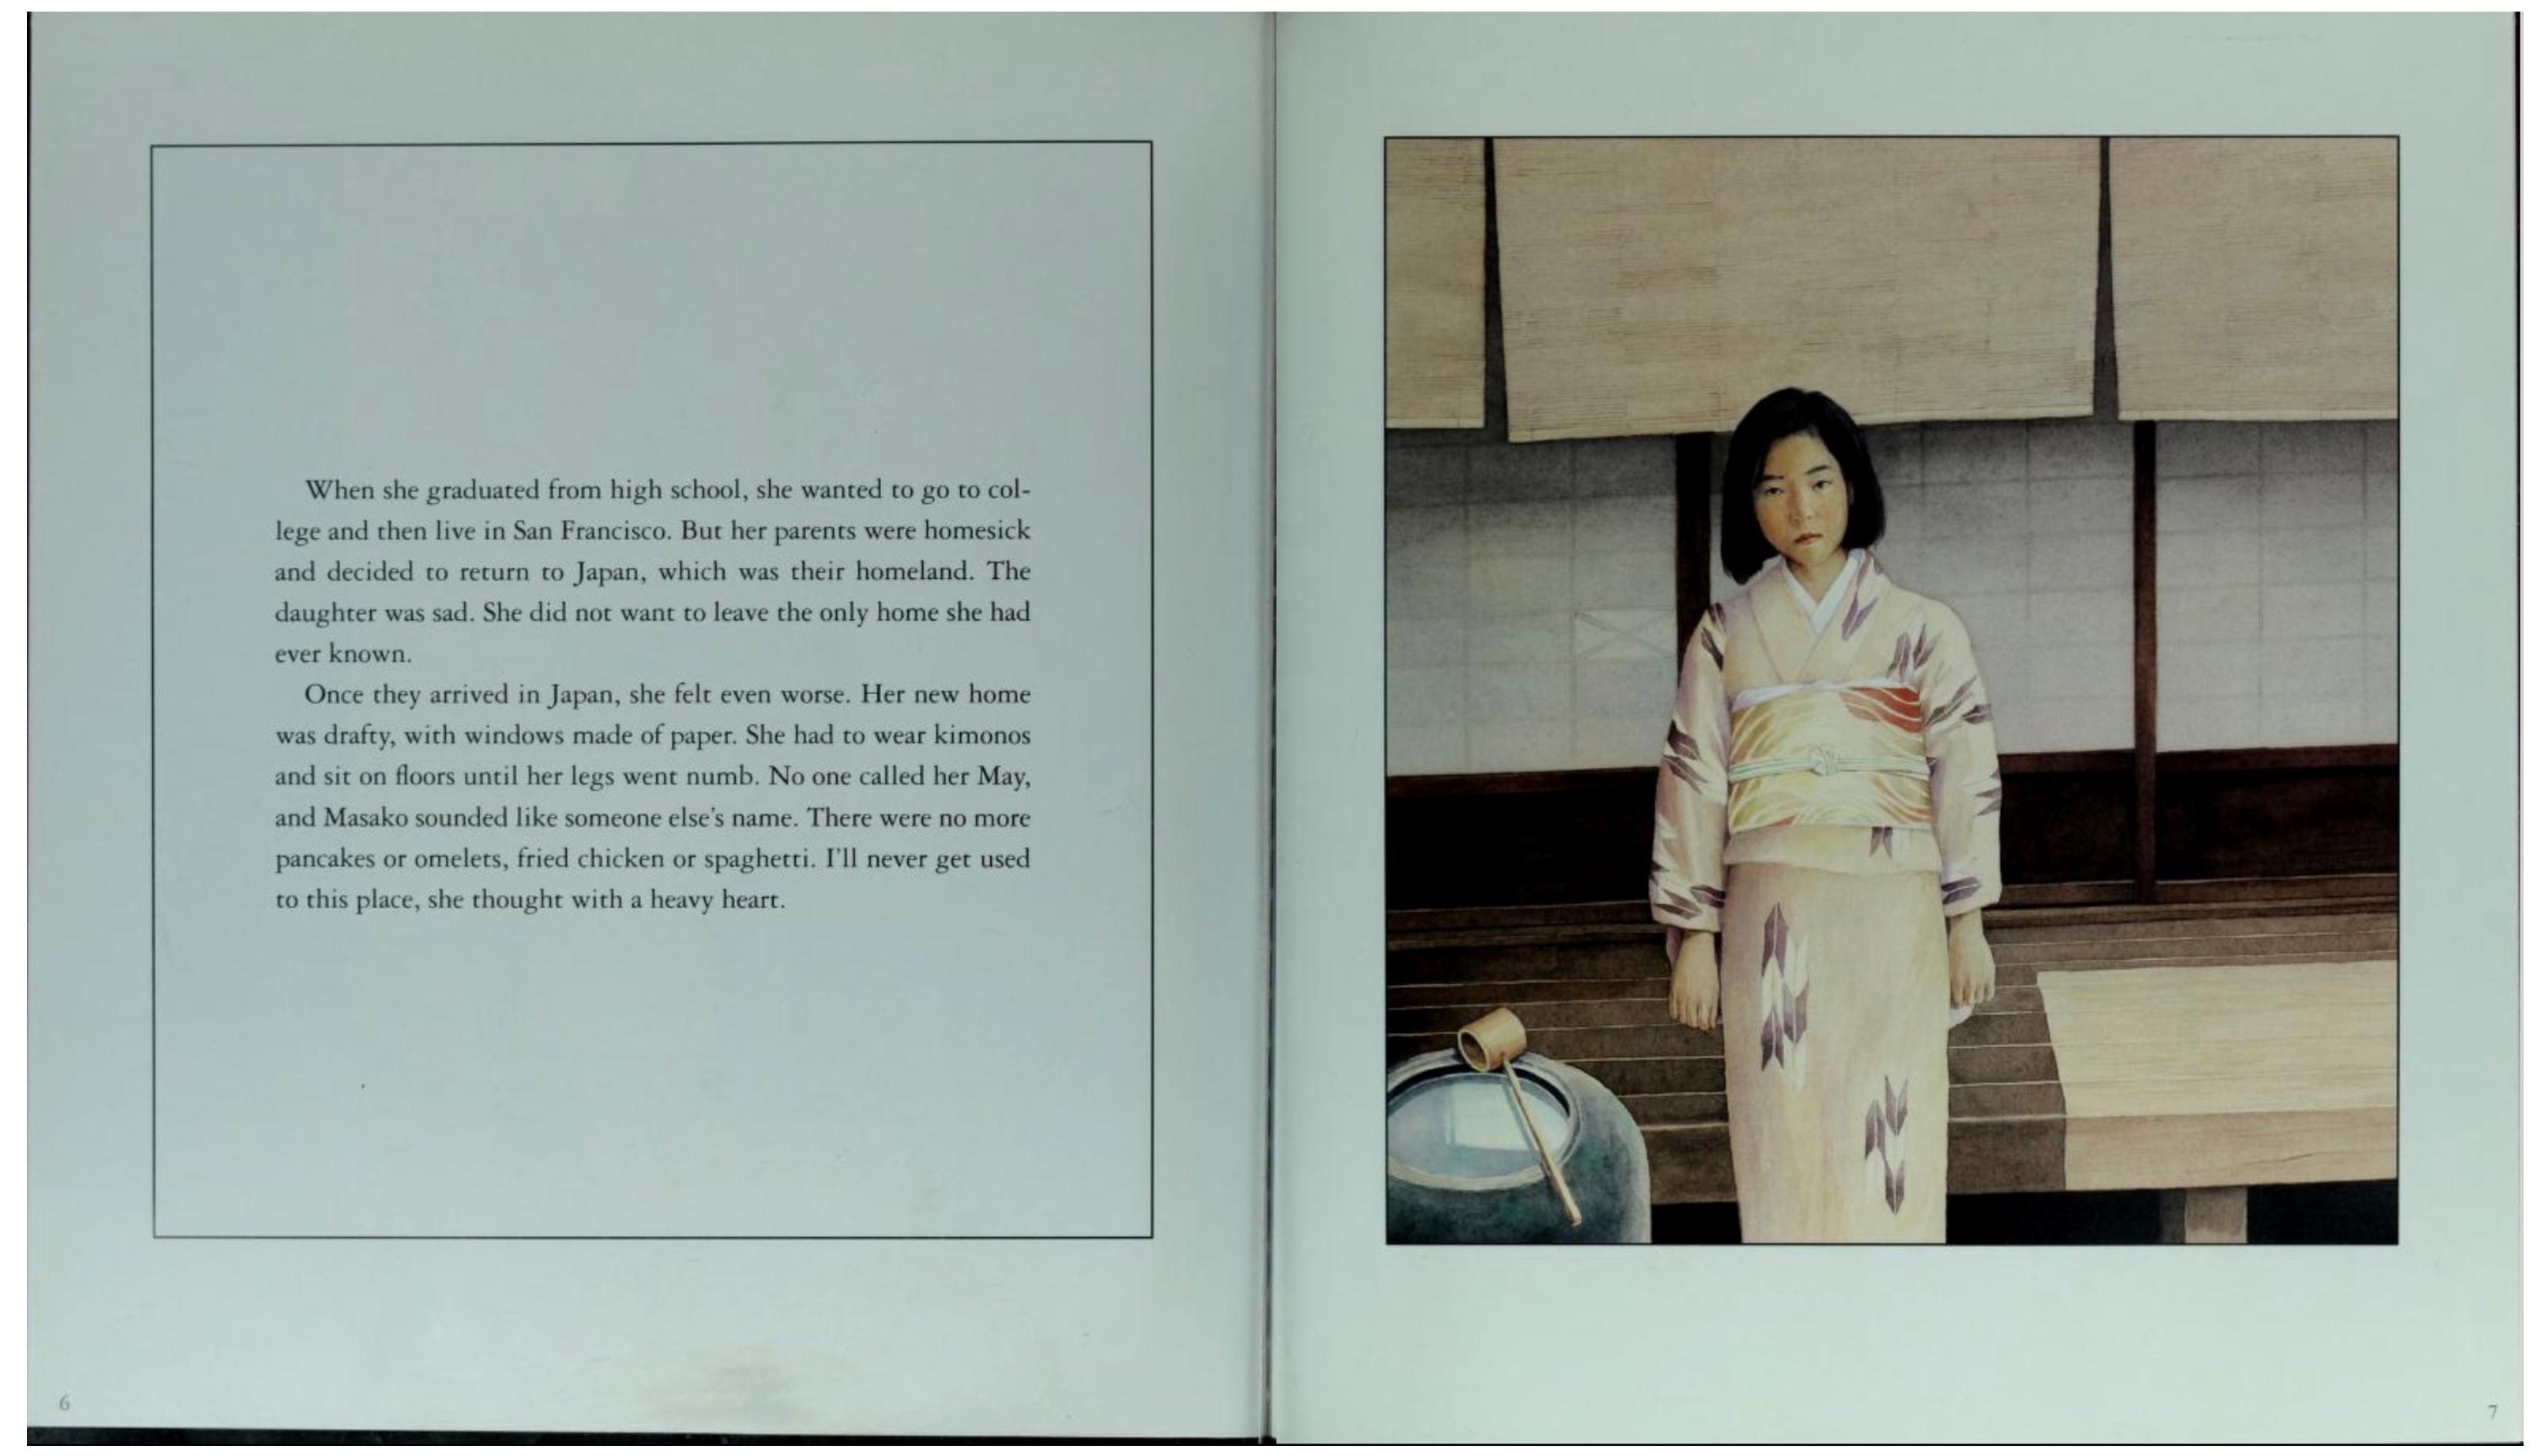 When she graduated from high school, she wanted to go to col-
lege and then live in San Francisco. But her parents were homesick
and decided to return to Japan, which was their homeland. The
daughter was sad. She did not want to leave the only home she had
ever known.
Once they arrived in Japan, she felt even worse. Her new home
was drafty, with windows made of paper. She had to wear kimonos
and sit on floors until her legs went numb. No one called her May,
and Masako sounded like someone else's name. There were no more
pancakes or omelets, fried chicken or spaghetti. I'll never get used
to this place, she thought with a heavy heart.
6
7